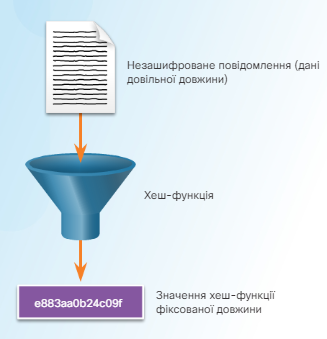 Незашифроване повідомлення (дані
довільної довжини)
Хеш-функція
e883aa0b24c09f
Значення хеш-функції
фіксованої довжини